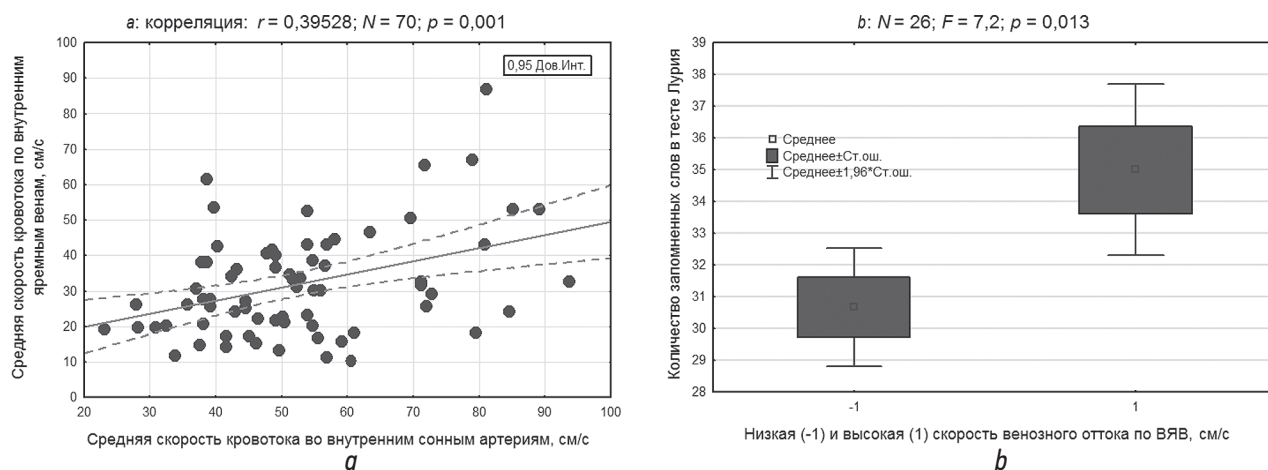 a: корреляция: r = 0,39528; N = 70; p = 0,001
Средняя скорость кровотока по внутренним
яремным венам, см/с
100
90
80
70
60
50
40
30
20
10
0
0,95 Дов.Инт.
20 30 40 50 60 70 80 90 100
Средняя скорость кровотока во внутренним сонным артериям, см/с
a
b: N = 26; F = 7,2; p = 0,013
Количество запомненных слов в тесте Лурия
39
38
37
36
35
34
33
32
31
30
29
28
Среднее
Среднее±Ст.ош.
Среднее±1,96*Ст.ош.
-1 1
Низкая (-1) и высокая (1) скорость венозного оттока по ВЯВ, см/с
b